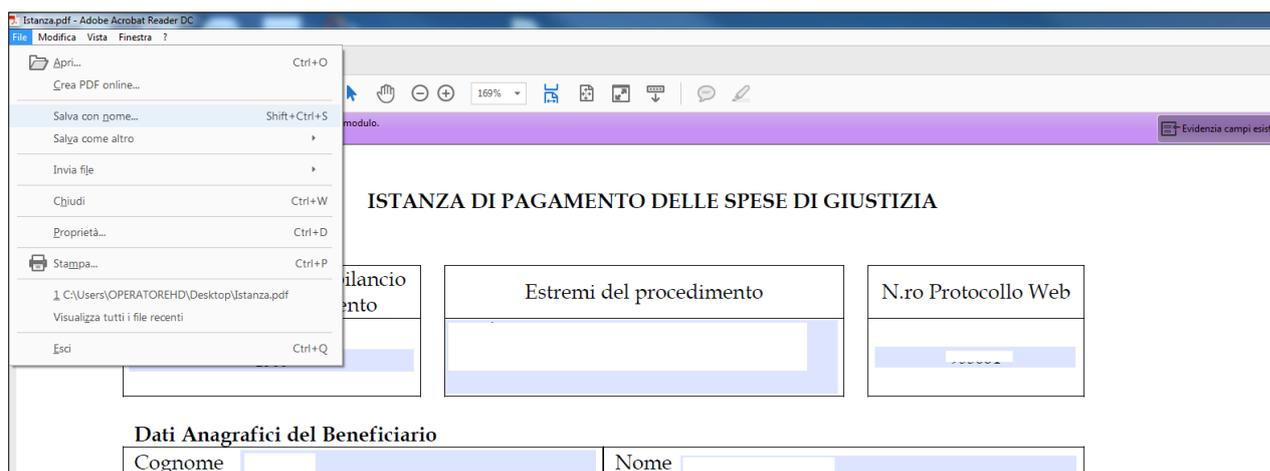 Istanza.pdf - Adobe Acrobat Reader DC
File Modifica Vista Finestra ?
Apri... Ctrl+O
Crea PDF online...
169%
Salva con nome... Shift+Ctrl+S
modulo.
Evidenzia campi esist
Salva come altro
Invia file
Chiudi Ctrl+W
ISTANZA DI PAGAMENTO DELLE SPESE DI GIUSTIZIA
Proprietà... Ctrl+D
Stampa... Ctrl+P
1 C:\Users\OPERATOREHD\Desktop\Istanza.pdf
Visualizza tutti i file recenti
Esci Ctrl+Q
ilancio
ento
Estremi del procedimento
N.ro Protocollo Web
Dati Anagrafici del Beneficiario
Cognome
Nome